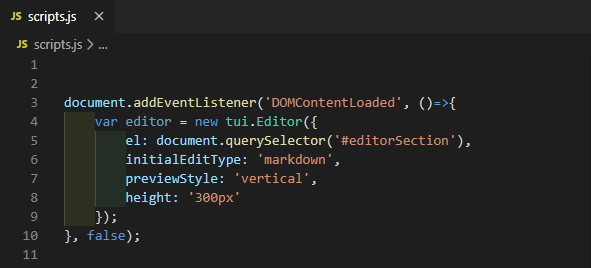 JS scripts.js ×
JS scripts.js > ...
1
2
3 document.addEventListener('DOMContentLoaded', ()=>{
4     var editor = new tui.Editor({
5         el: document.querySelector('#editorSection'),
6         initialEditType: 'markdown',
7         previewStyle: 'vertical',
8         height: '300px'
9     });
10 }, false);
11